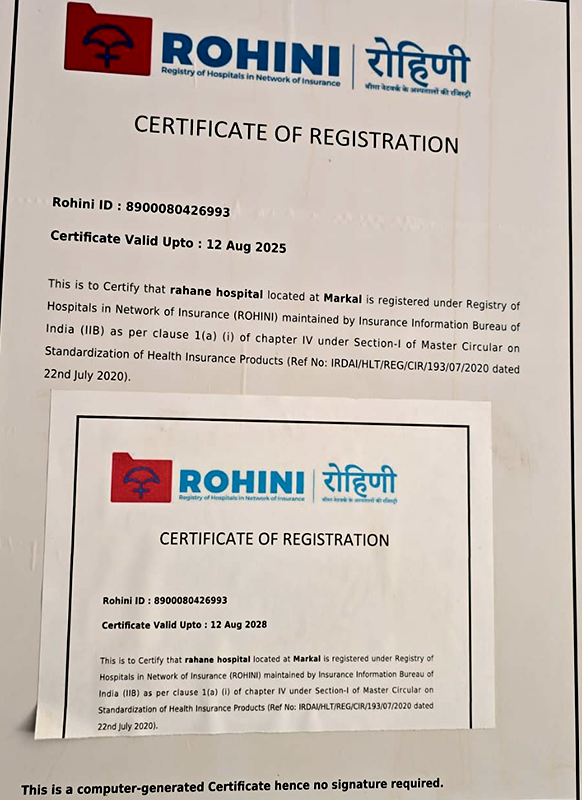 ROHINI | रोहिणी
Registry of Hospitals in Network of Insurance बीमा नेटवर्क के अस्पतालों की रजिस्ट्री
CERTIFICATE OF REGISTRATION
Rohini ID : 8900080426993
Certificate Valid Upto : 12 Aug 2025
This is to Certify that rahane hospital located at Markal is registered under Registry of
Hospitals in Network of Insurance (ROHINI) maintained by Insurance Information Bureau of
India (IIB) as per clause 1(a) (i) of chapter IV under Section-I of Master Circular on
Standardization of Health Insurance Products (Ref No: IRDAI/HLT/REG/CIR/193/07/2020 dated
22nd July 2020).
ROHINI | रोहिणी
Registry of Hospitals in Network of Insurance बीमा नेटवर्क के अस्पतालों की रजिस्ट्री
CERTIFICATE OF REGISTRATION
Rohini ID : 8900080426993
Certificate Valid Upto : 12 Aug 2028
This is to Certify that rahane hospital located at Markal is registered under Registry of
Hospitals in Network of Insurance (ROHINI) maintained by Insurance Information Bureau of
India (IIB) as per clause 1(a) (i) of chapter IV under Section-I of Master Circular on
Standardization of Health Insurance Products (Ref No: IRDAI/HLT/REG/CIR/193/07/2020 dated
22nd July 2020).
This is a computer-generated Certificate hence no signature required.